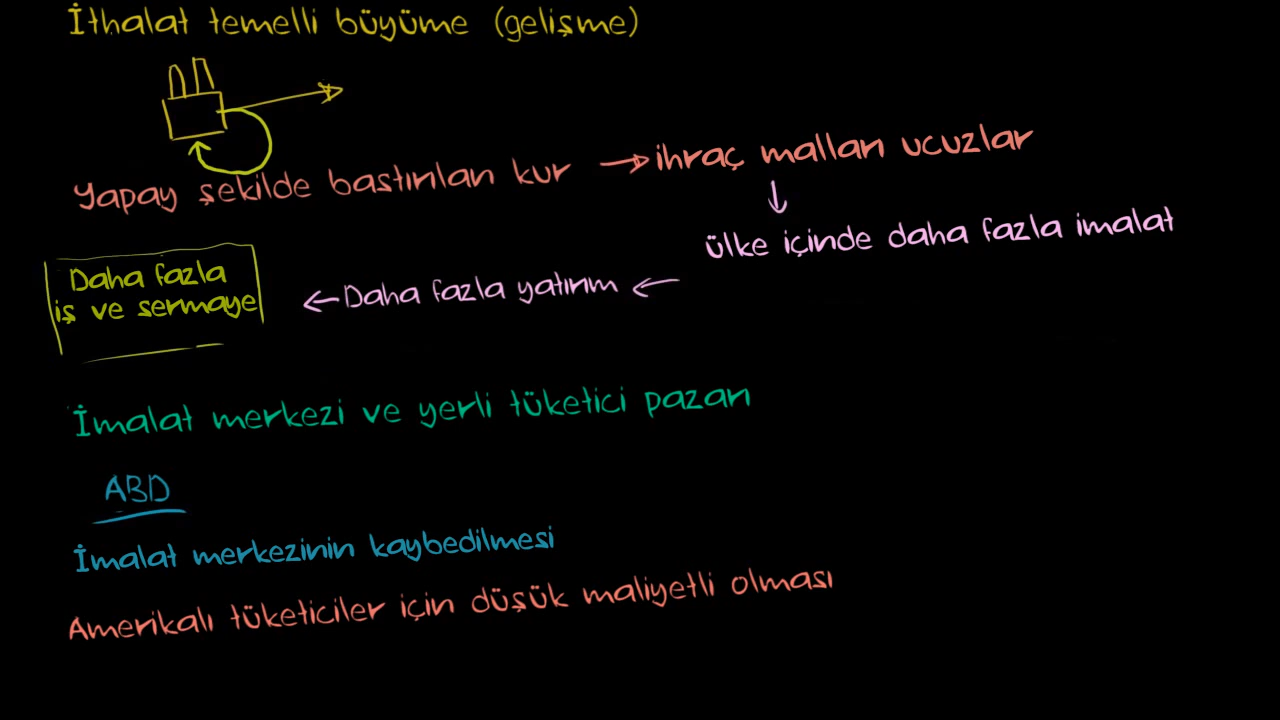 İthalat temelli büyüme (gelişme)
Yapay şekilde bastırılan kur → ihraç malları ucuzlar
↓
ülke içinde daha fazla imalat
← Daha fazla yatırım ←
Daha fazla
iş ve sermaye
İmalat merkezi ve yerli tüketici pazarı
ABD
İmalat merkezinin kaybedilmesi
Amerikalı tüketiciler için düşük maliyetli olması